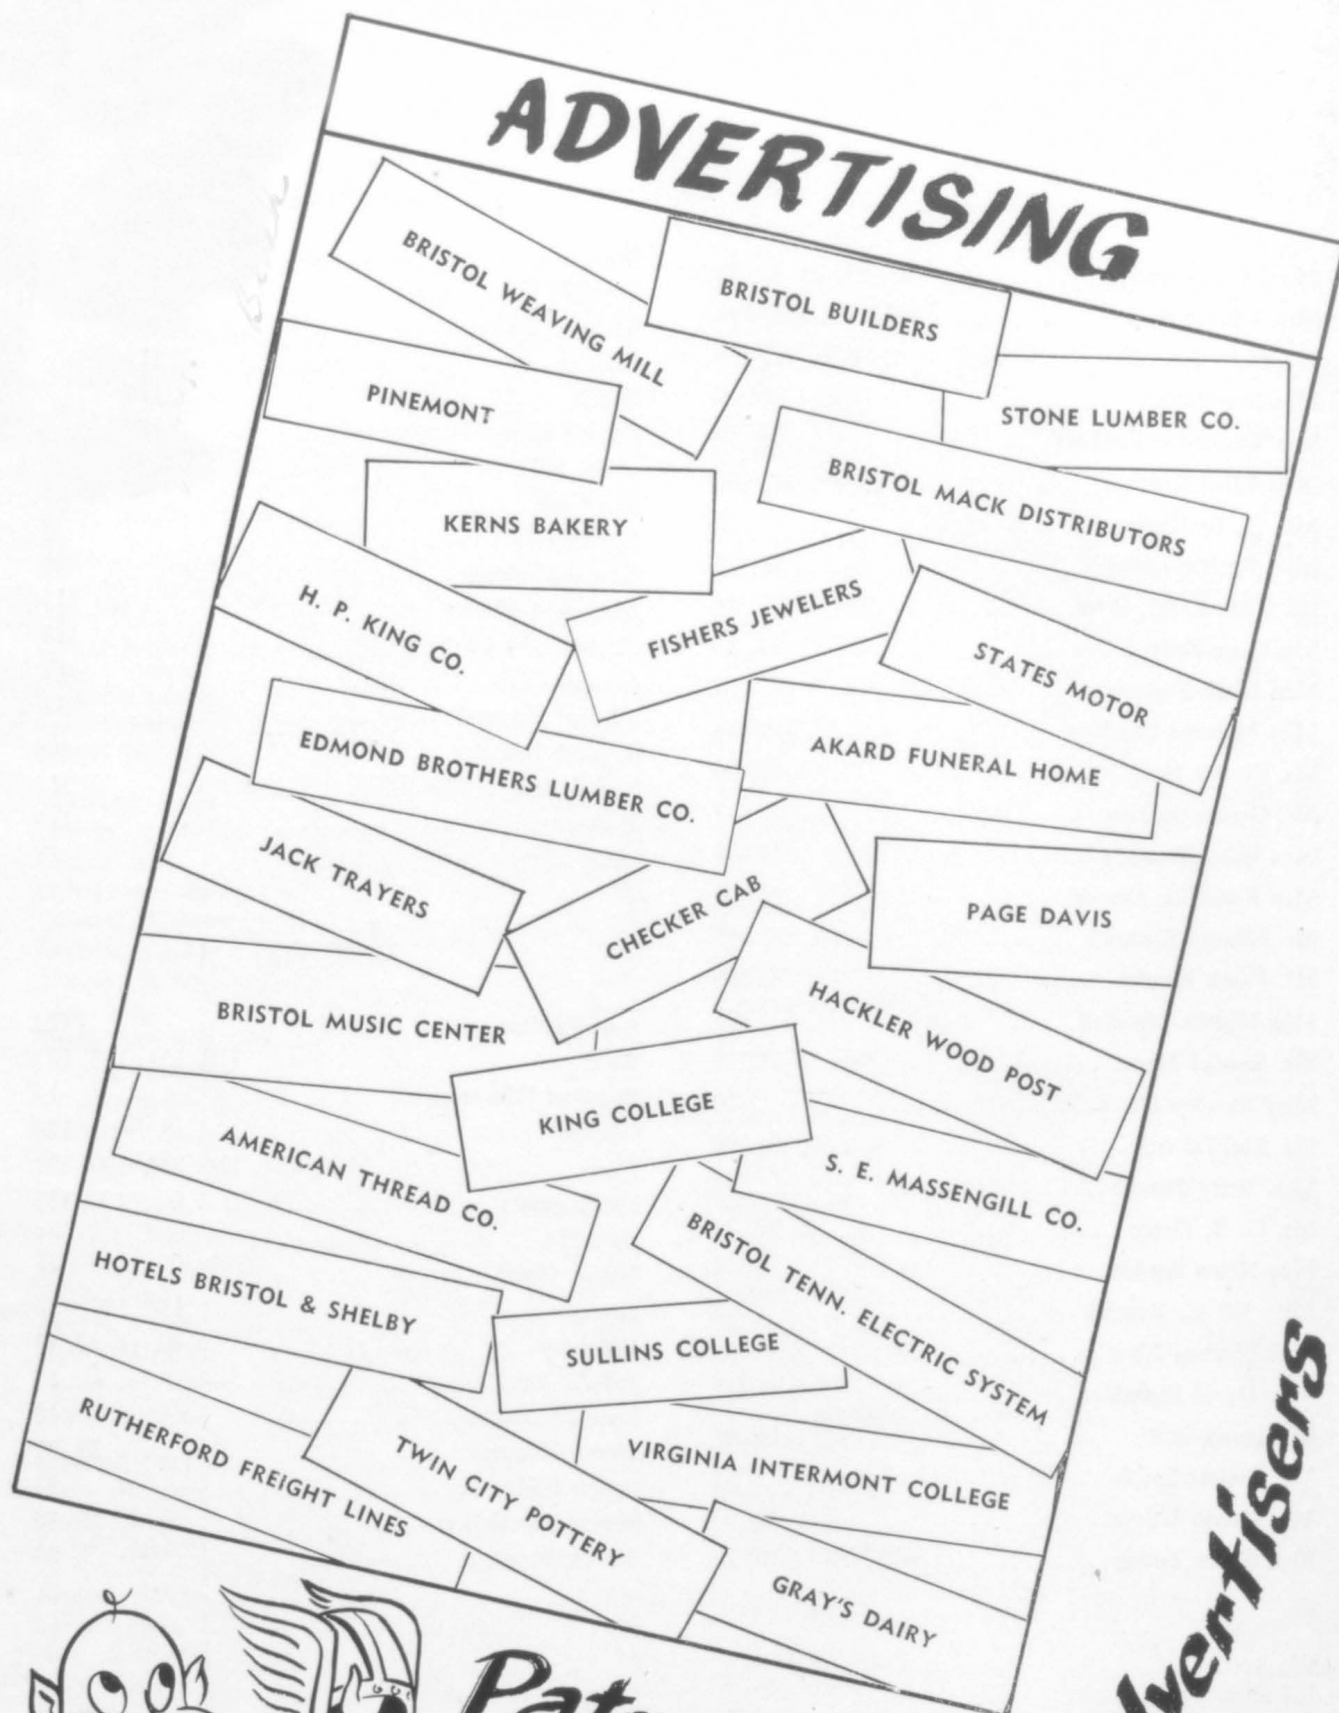 ADVERTISING
BRISTOL WEAVING MILL
BRISTOL BUILDERS
PINEMONT
STONE LUMBER CO.
KERNS BAKERY
BRISTOL MACK DISTRIBUTORS
H. P. KING CO.
FISHERS JEWELERS
STATES MOTOR
EDMOND BROTHERS LUMBER CO.
AKARD FUNERAL HOME
JACK TRAYERS
CHECKER CAB
PAGE DAVIS
BRISTOL MUSIC CENTER
HACKLER WOOD POST
KING COLLEGE
AMERICAN THREAD CO.
S. E. MASSENGILL CO.
HOTELS BRISTOL & SHELBY
BRISTOL TENN. ELECTRIC SYSTEM
SULLINS COLLEGE
RUTHERFORD FREIGHT LINES
TWIN CITY POTTERY
VIRGINIA INTERMONT COLLEGE
GRAY'S DAIRY